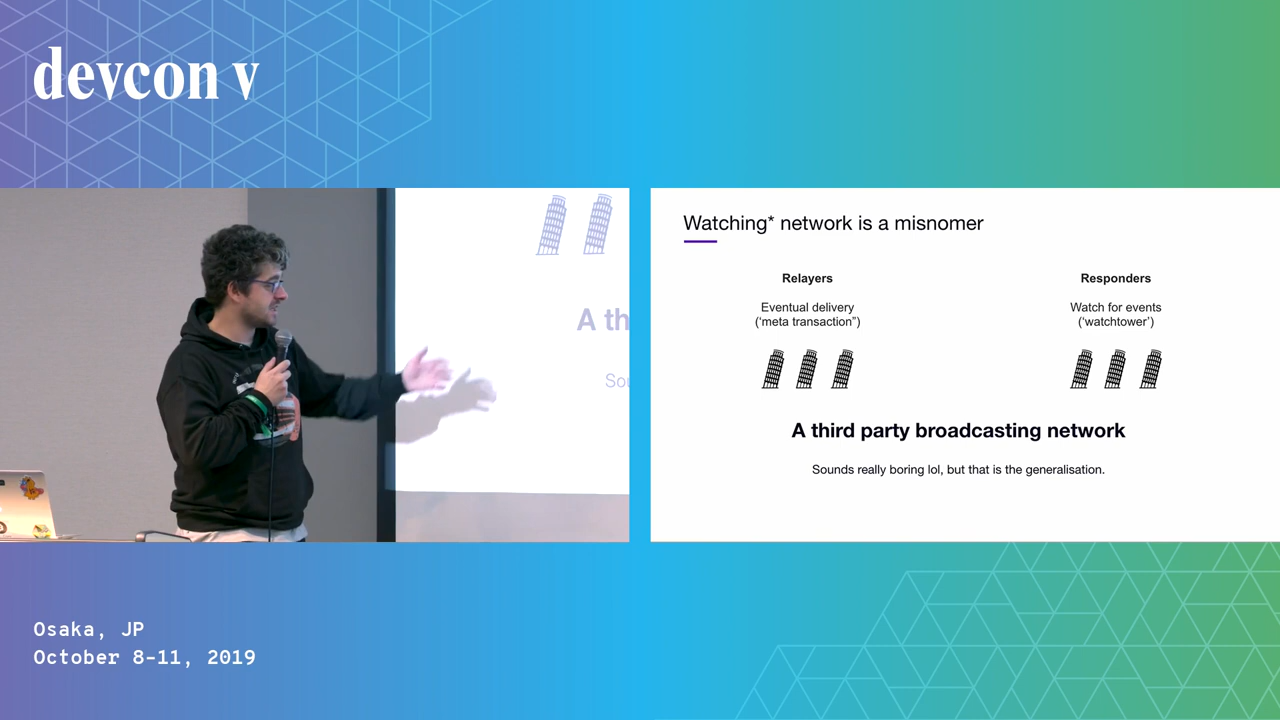 devcon v
A th
Sou
Watching* network is a misnomer
Relayers
Eventual delivery
(‘meta transaction”)
Responders
Watch for events
(‘watchtower’)
A third party broadcasting network
Sounds really boring lol, but that is the generalisation.
Osaka, JP
October 8-11, 2019